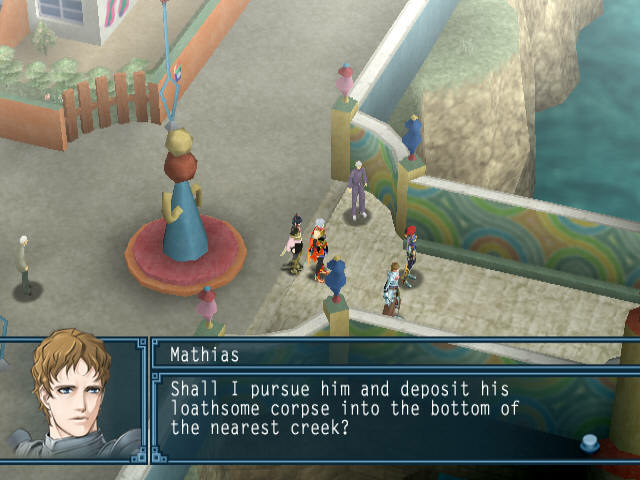 Mathias
Shall I pursue him and deposit his
loathsome corpse into the bottom of
the nearest creek?